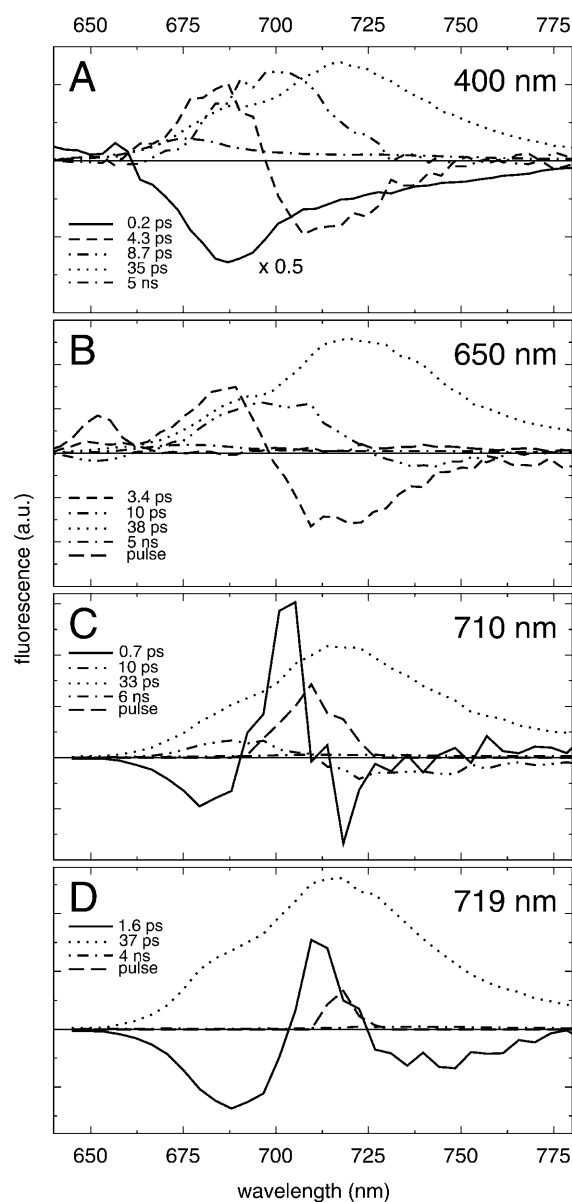 650 675 700 725 750 775
A 400 nm
0.2 ps
4.3 ps
8.7 ps
35 ps
5 ns
x 0.5
B 650 nm
3.4 ps
10 ps
38 ps
5 ns
pulse
fluorescence (a.u.)
C 710 nm
0.7 ps
10 ps
33 ps
6 ns
pulse
D 719 nm
1.6 ps
37 ps
4 ns
pulse
650 675 700 725 750 775
wavelength (nm)